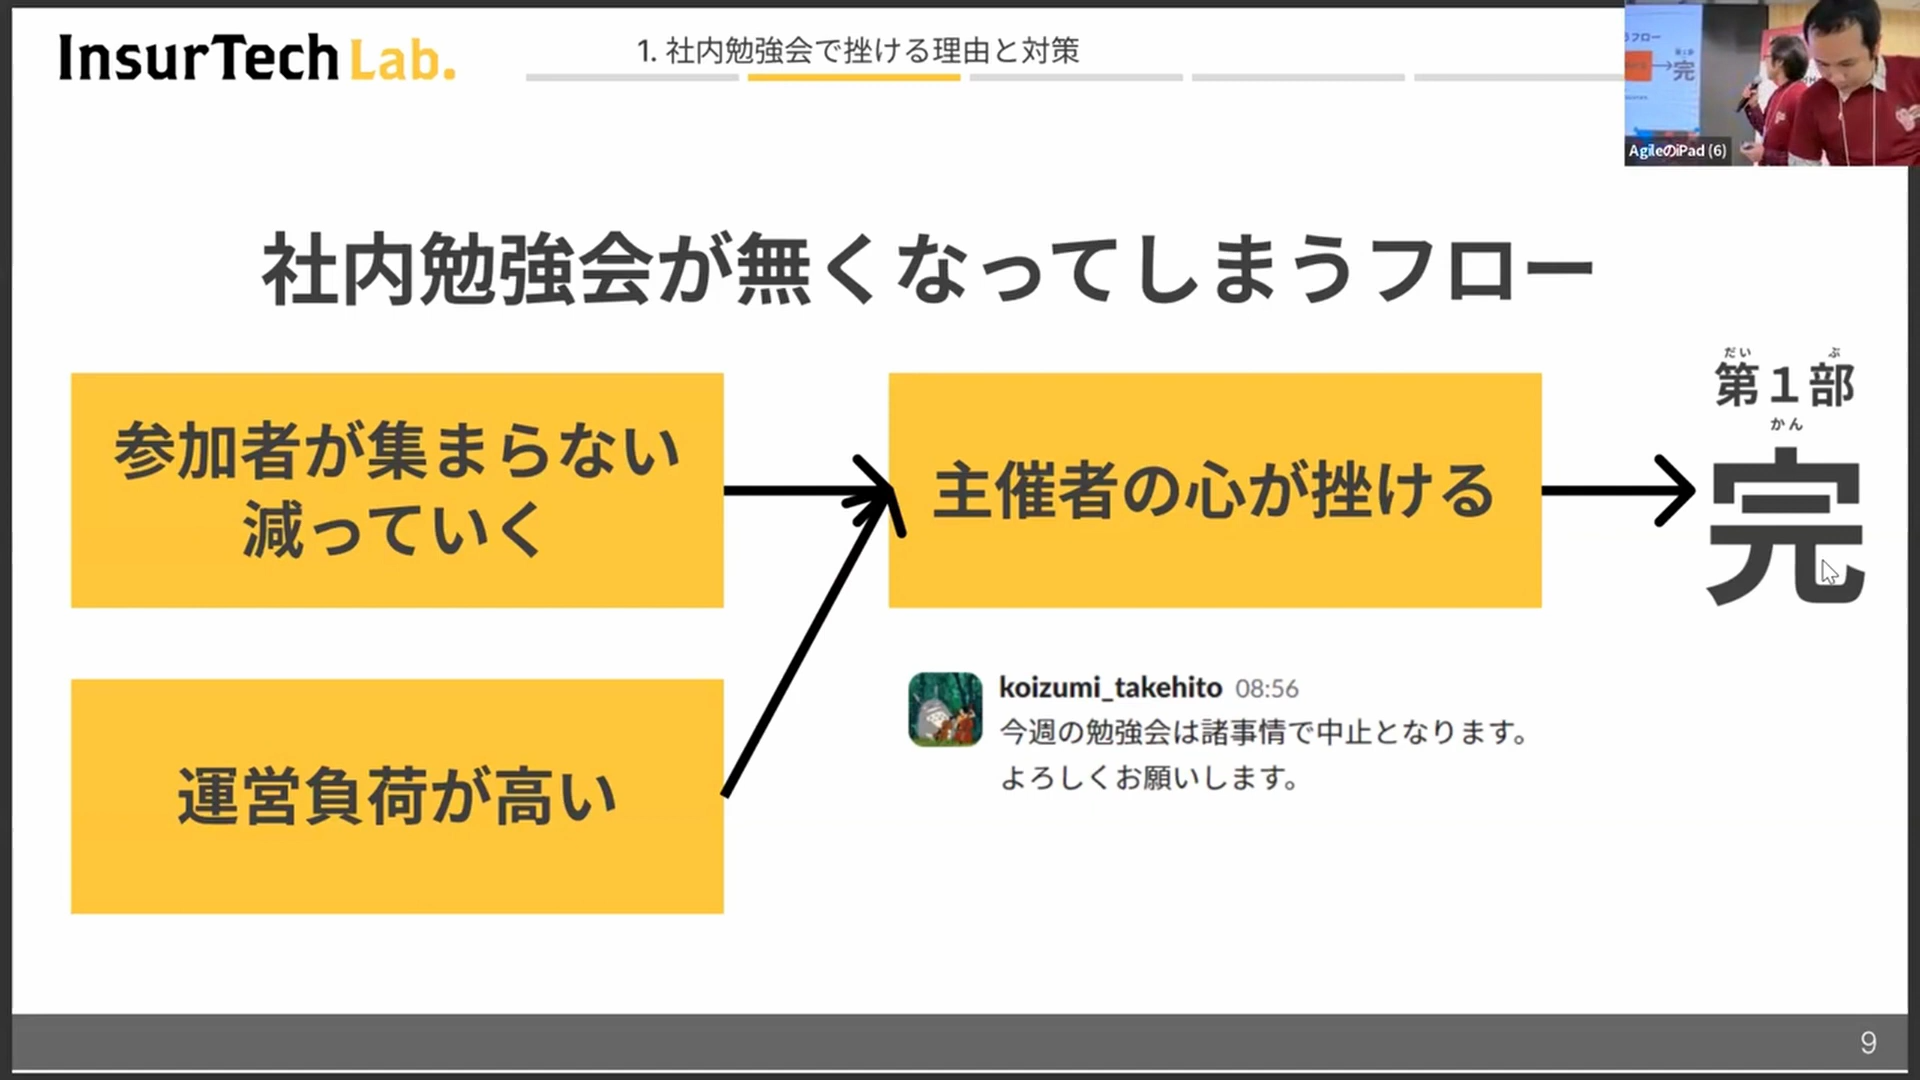 InsurTech Lab.
1. 社内勉強会で挫ける理由と対策
うフロー
完
AgileのiPad (6)
社内勉強会が無くなってしまうフロー
参加者が集まらない
減っていく
運営負荷が高い
主催者の心が挫ける
だい ぶ
第１部
かん
完
koizumi_takehito 08:56
今週の勉強会は諸事情で中止となります。
よろしくお願いします。
9